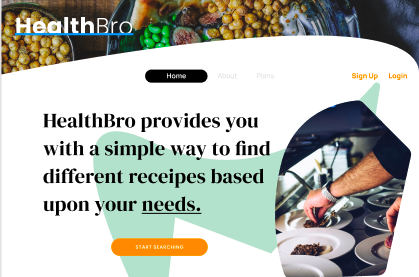 HealthBro
Home About Plans Sign Up Login
HealthBro provides you
with a simple way to find
different receipes based
upon your needs.
START SEARCHING